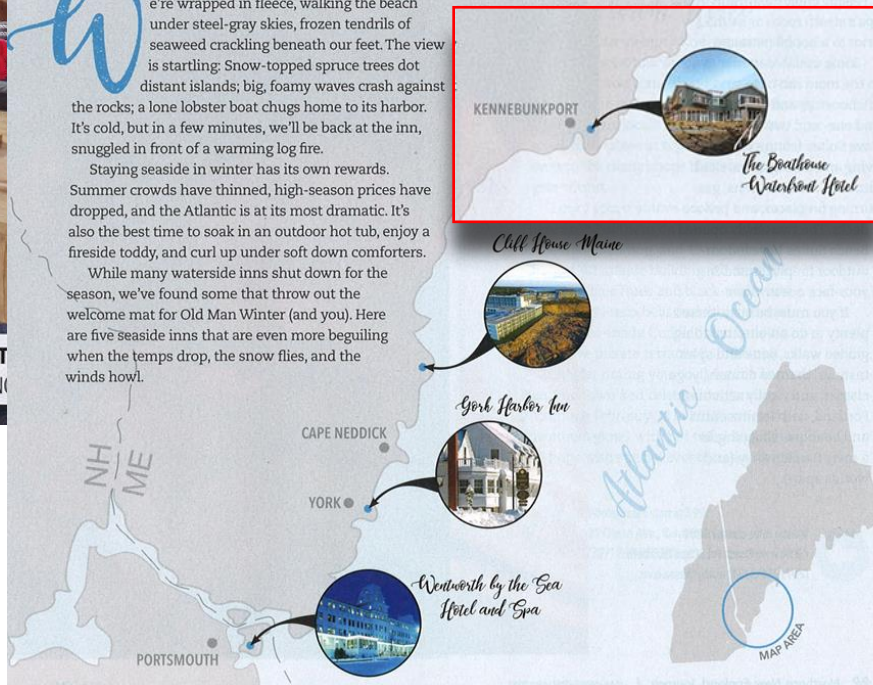 W
e're wrapped in fleece, walking the beach
under steel-gray skies, frozen tendrils of
seaweed crackling beneath our feet. The view
is startling: Snow-topped spruce trees dot
distant islands; big, foamy waves crash against
the rocks; a lone lobster boat chugs home to its harbor.
It's cold, but in a few minutes, we'll be back at the inn,
snuggled in front of a warming log fire.
Staying seaside in winter has its own rewards.
Summer crowds have thinned, high-season prices have
dropped, and the Atlantic is at its most dramatic. It's
also the best time to soak in an outdoor hot tub, enjoy a
fireside toddy, and curl up under soft down comforters.
While many waterside inns shut down for the
season, we've found some that throw out the
welcome mat for Old Man Winter (and you). Here
are five seaside inns that are even more beguiling
when the temps drop, the snow flies, and the
winds howl.
KENNEBUNKPORT
The Boathouse
Waterfront Hotel
Cliff House Maine
Atlantic Ocean
York Harbor Inn
CAPE NEDDICK
NH
ME
YORK
Wentworth by the Sea
Hotel and Spa
PORTSMOUTH
MAP AREA